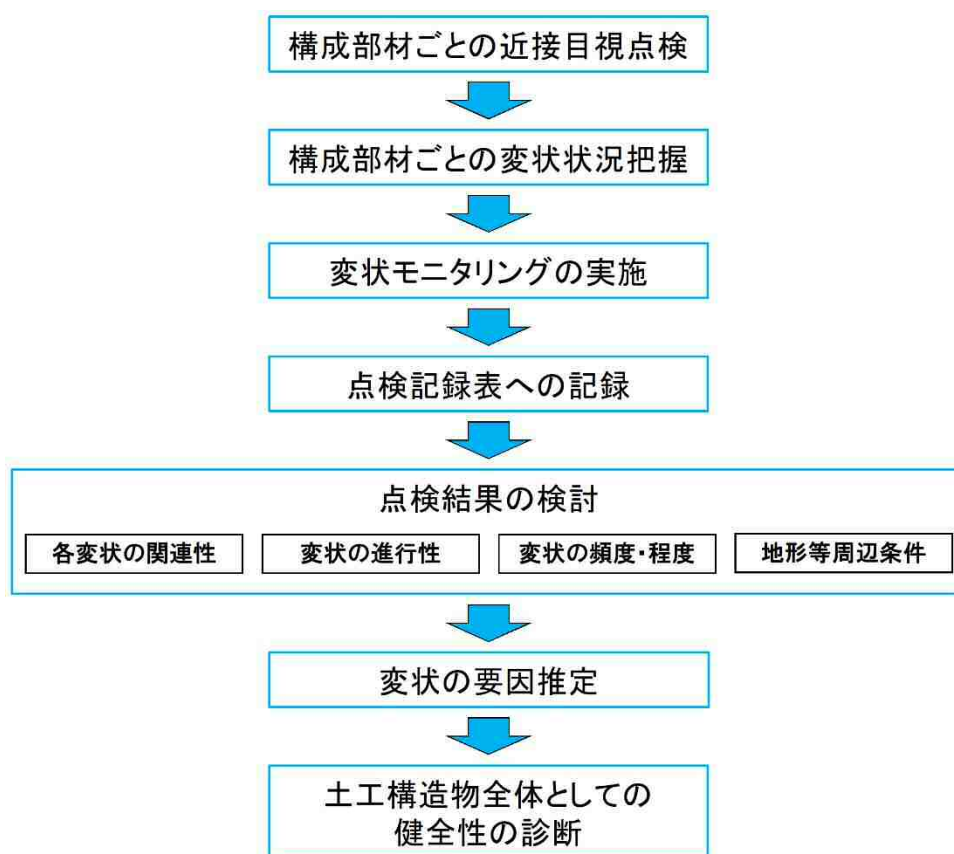 構成部材ごとの近接目視点検
構成部材ごとの変状状況把握
変状モニタリングの実施
点検記録表への記録
点検結果の検討
各変状の関連性
変状の進行性
変状の頻度・程度
地形等周辺条件
変状の要因推定
土工構造物全体としての
健全性の診断